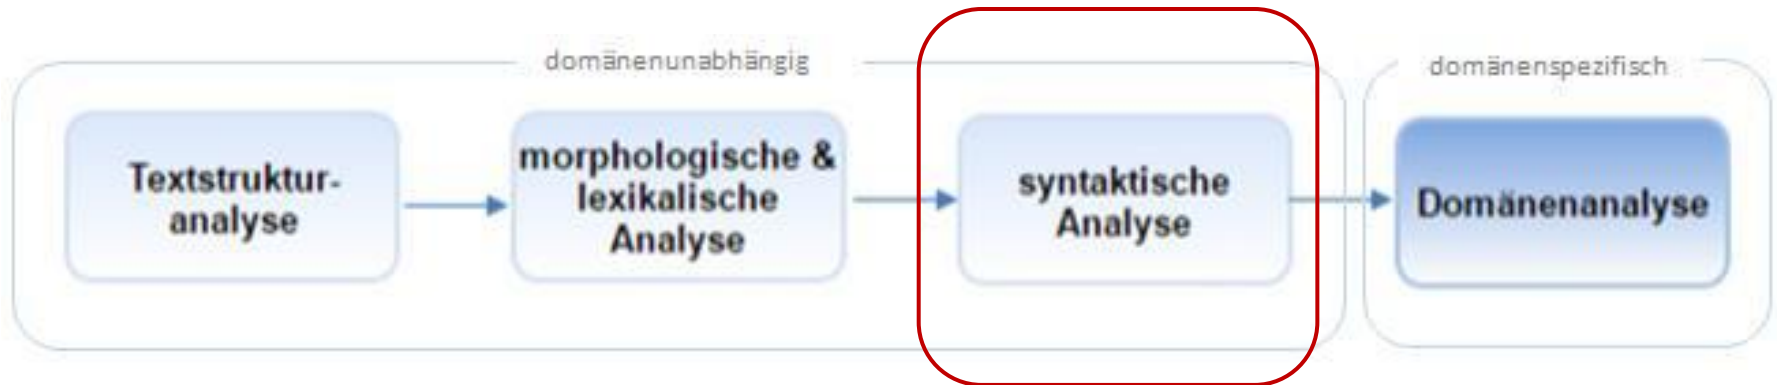 domänenunabhängig
domänenspezifisch
Textstruktur-
analyse
morphologische &
lexikalische
Analyse
syntaktische
Analyse
Domänenanalyse